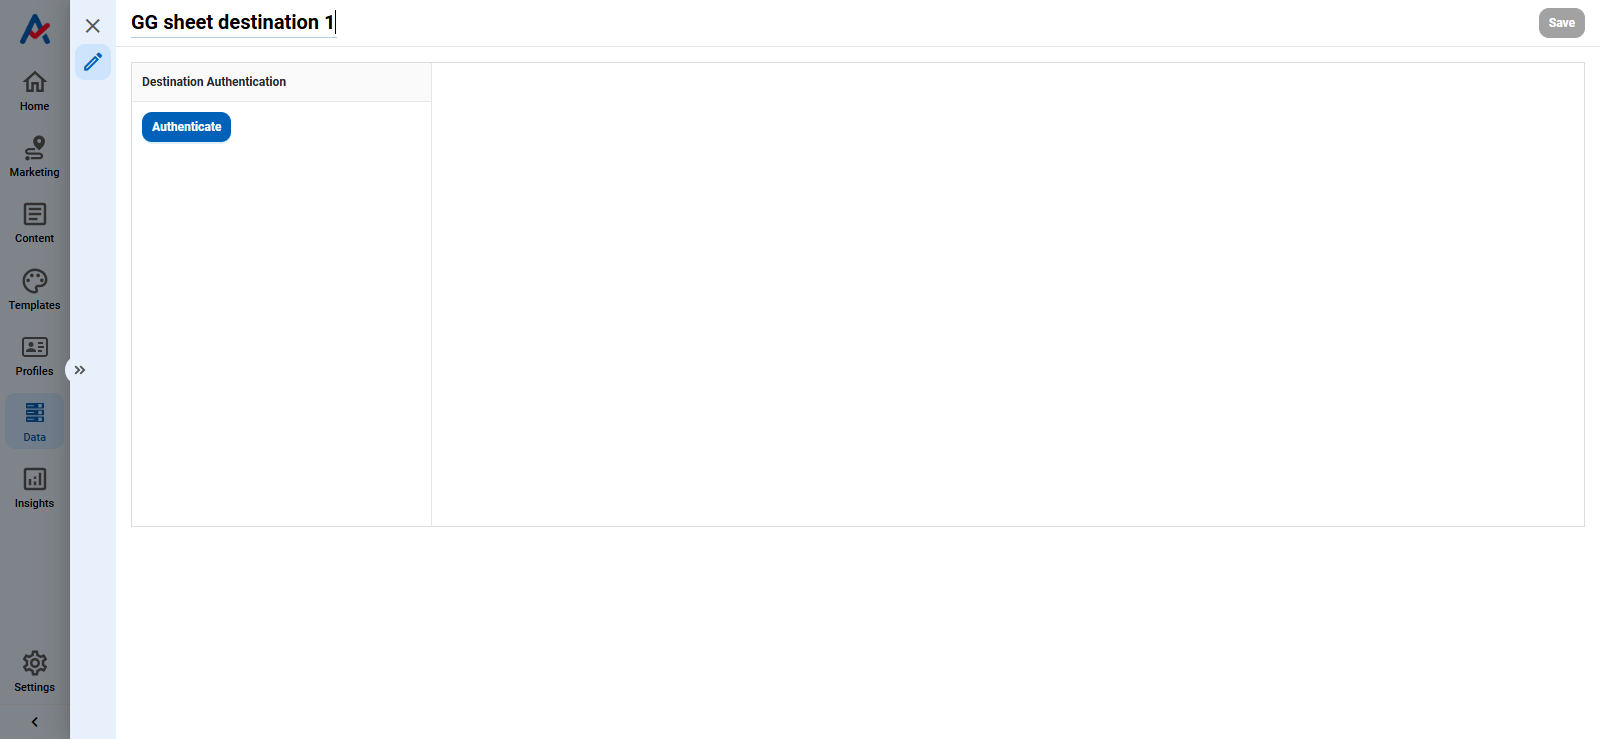 GG sheet destination 1
Save
Destination Authentication
Authenticate
Home
Marketing
Content
Templates
Profiles
Data
Insights
Settings